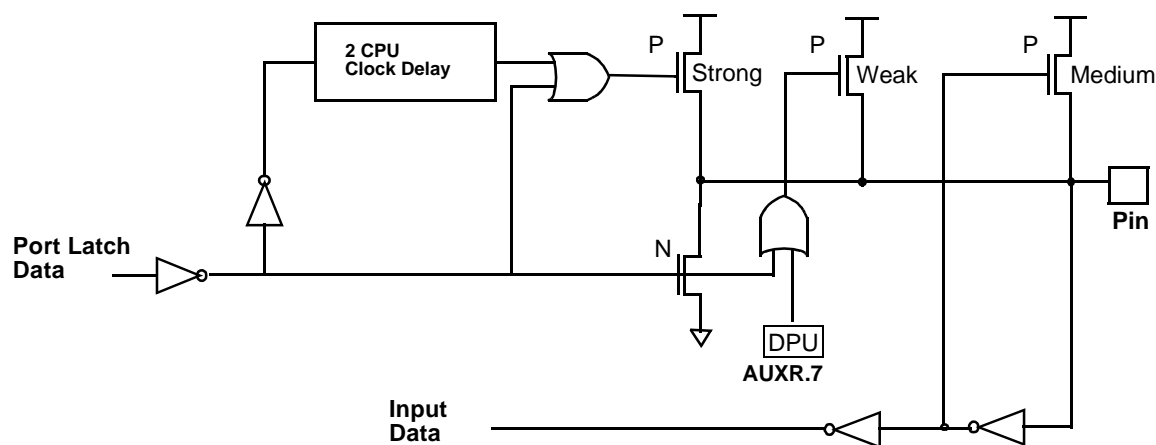 2 CPU
Clock Delay
P
Strong
P
Weak
P
Medium
Pin
Port Latch
Data
N
DPU
AUXR.7
Input
Data